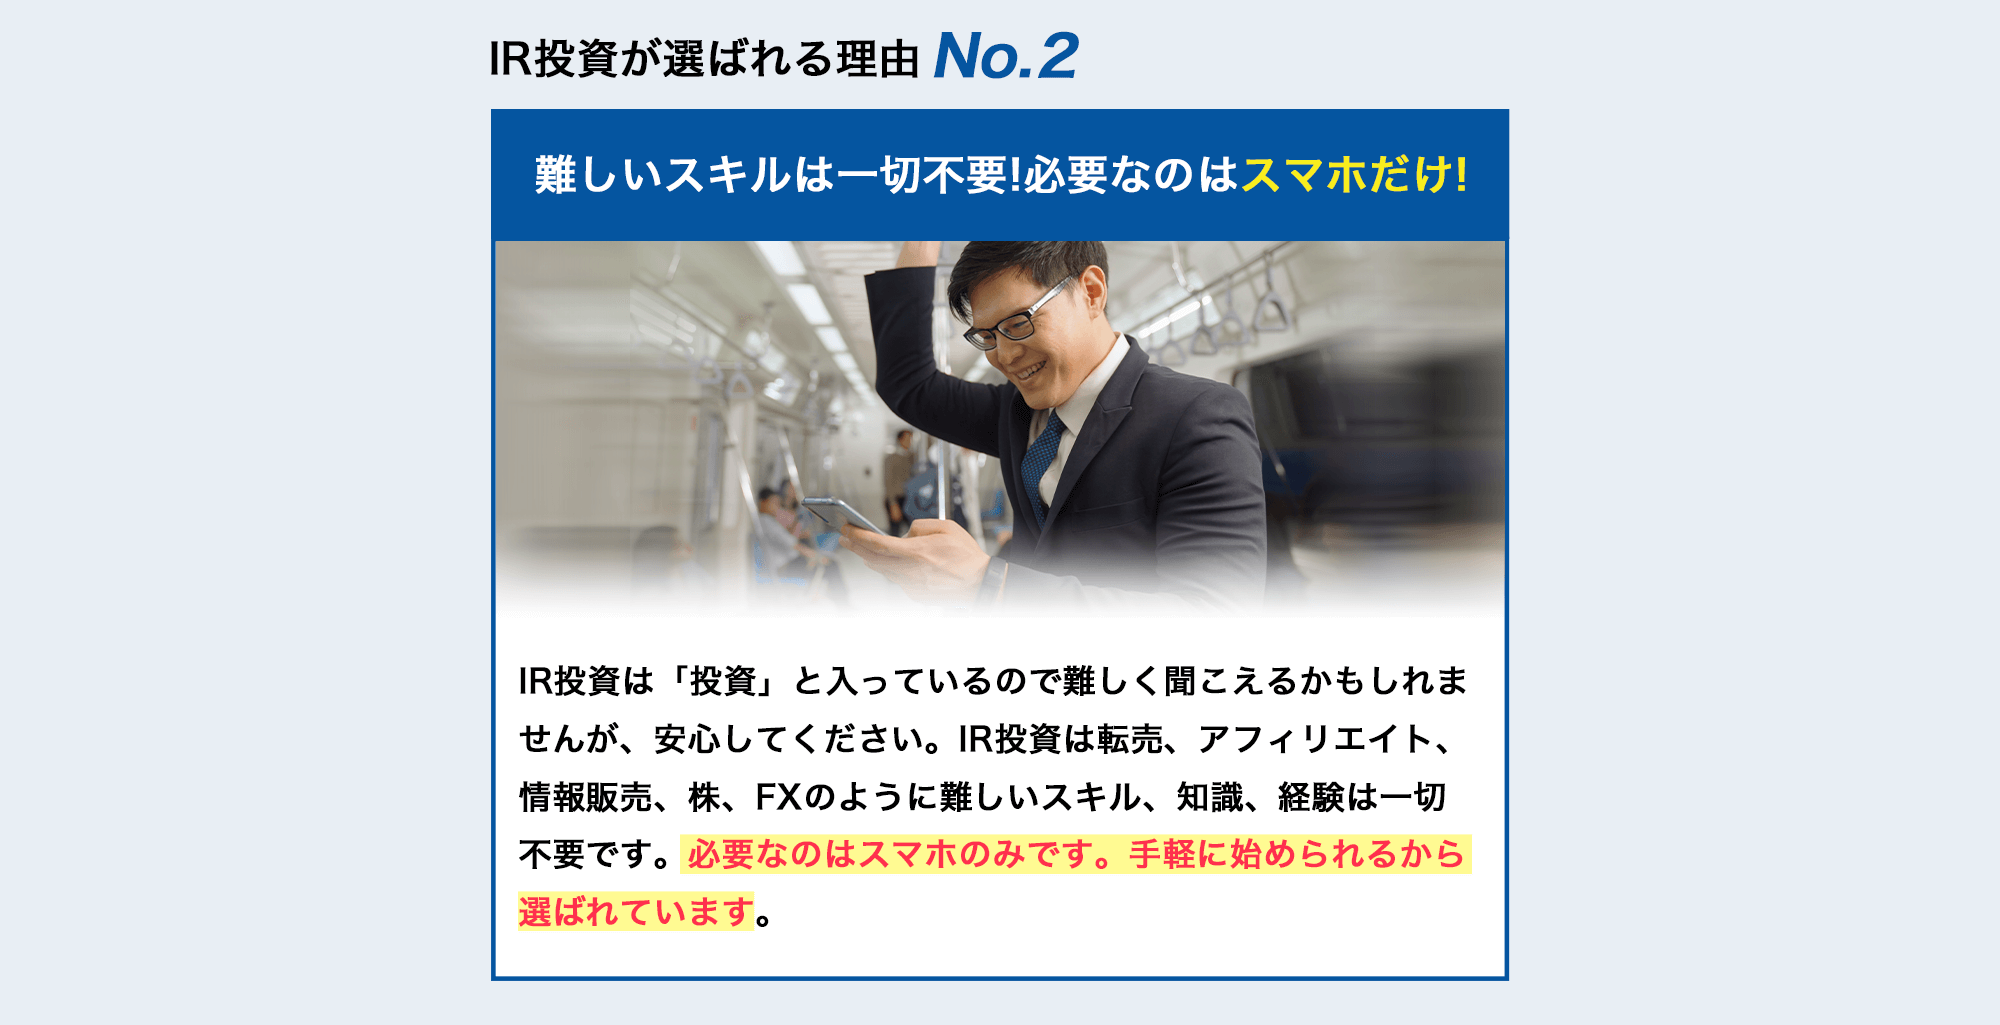 IR投資が選ばれる理由 No.2
難しいスキルは一切不要!必要なのはスマホだけ!
IR投資は「投資」と入っているので難しく聞こえるかもしれま
せんが、安心してください。IR投資は転売、アフィリエイト、
情報販売、株、FXのように難しいスキル、知識、経験は一切
不要です。必要なのはスマホのみです。手軽に始められるから
選ばれています。